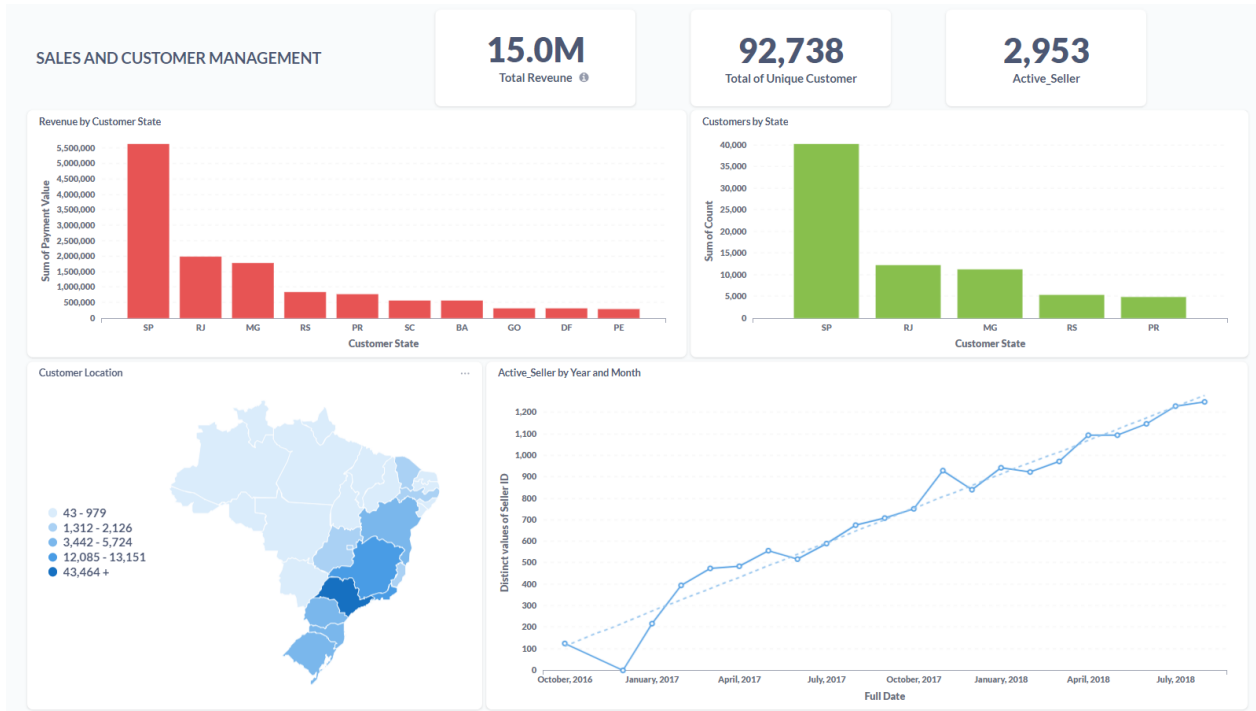 SALES AND CUSTOMER MANAGEMENT
15.0M
Total Reveune
92,738
Total of Unique Customer
2,953
Active_Seller
Revenue by Customer State
Sum of Payment Value
5,500,000
5,000,000
4,500,000
4,000,000
3,500,000
3,000,000
2,500,000
2,000,000
1,500,000
1,000,000
500,000
0
SP RJ MG RS PR SC BA GO DF PE
Customer State
Customers by State
Sum of Count
40,000
35,000
30,000
25,000
20,000
15,000
10,000
5,000
0
SP RJ MG RS PR
Customer State
Customer Location
43 - 979
1,312 - 2,126
3,442 - 5,724
12,085 - 13,151
43,464 +
Active_Seller by Year and Month
Distinct values of Seller ID
1,200
1,100
1,000
900
800
700
600
500
400
300
200
100
0
October, 2016 January, 2017 April, 2017 July, 2017 October, 2017 January, 2018 April, 2018 July, 2018
Full Date